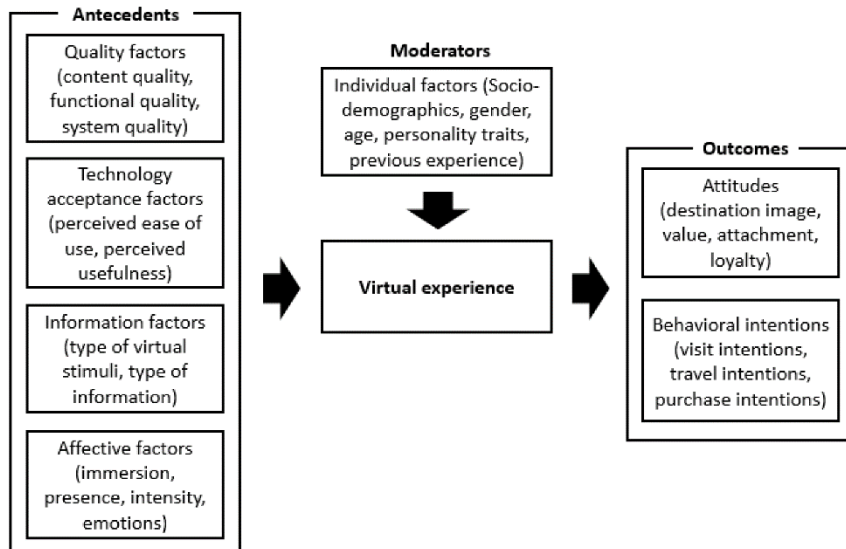 Antecedents
Quality factors
(content quality,
functional quality,
system quality)
Technology
acceptance factors
(perceived ease of
use, perceived
usefulness)
Information factors
(type of virtual
stimuli, type of
information)
Affective factors
(immersion,
presence, intensity,
emotions)
Moderators
Individual factors (Socio-
demographics, gender,
age, personality traits,
previous experience)
Virtual experience
Outcomes
Attitudes
(destination image,
value, attachment,
loyalty)
Behavioral intentions
(visit intentions,
travel intentions,
purchase intentions)